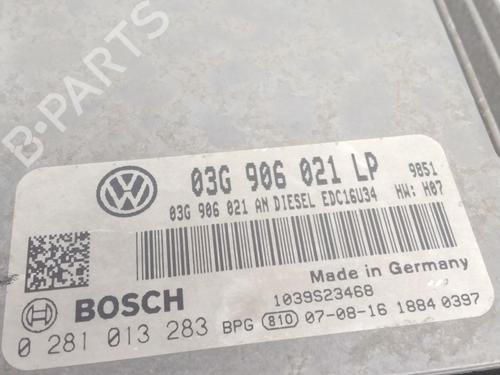 B-PARTS
03G 906 021 LP 9851
03G 906 021 AN DIESEL EDC16U34 HW: H07
Made in Germany
BOSCH 1039S23468
0 281 013 283 BPG 810 07-08-16 1884 0397